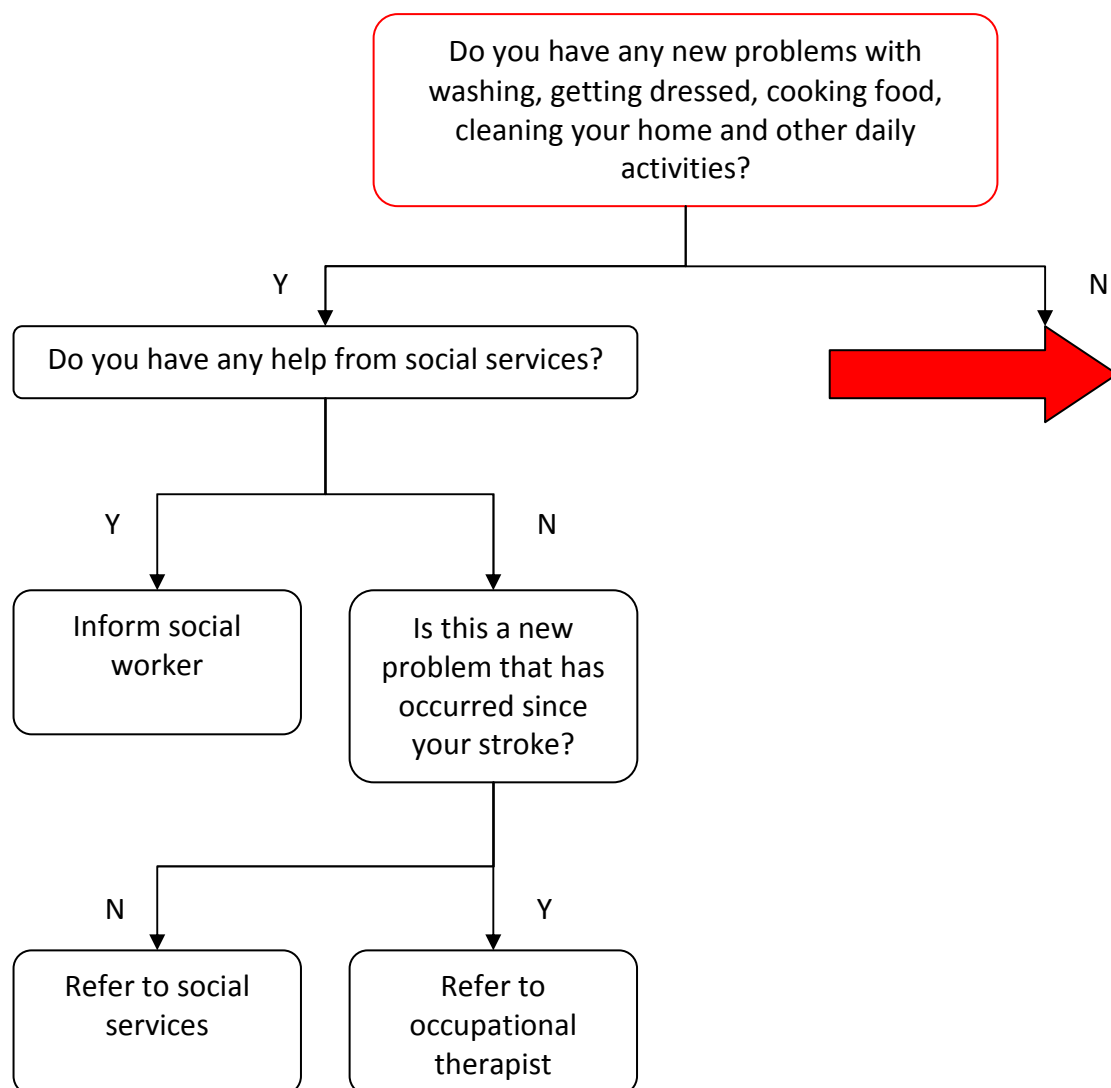 Do you have any new problems with
washing, getting dressed, cooking food,
cleaning your home and other daily
activities?
Y
N
Do you have any help from social services?
Y
N
Inform social
worker
Is this a new
problem that has
occurred since
your stroke?
N
Y
Refer to social
services
Refer to
occupational
therapist